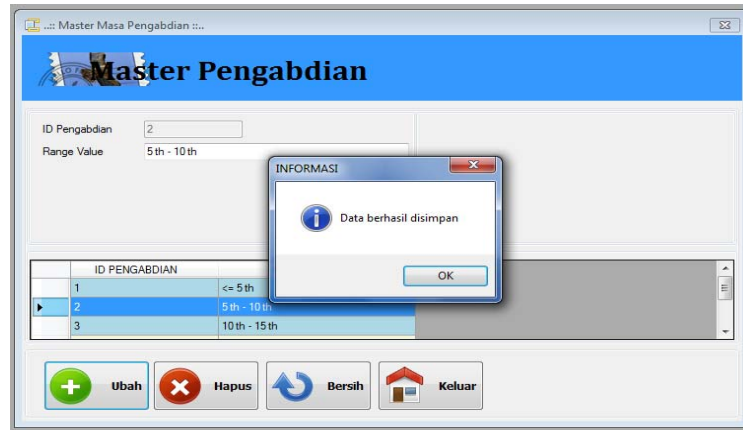 ..:: Master Masa Pengabdian ::..
Master Pengabdian
ID Pengabdian 2
Range Value 5 th - 10 th
INFORMASI
Data berhasil disimpan
OK
ID PENGABDIAN
1 <= 5 th
2 5 th - 10 th
3 10 th - 15 th
Ubah Hapus Bersih Keluar